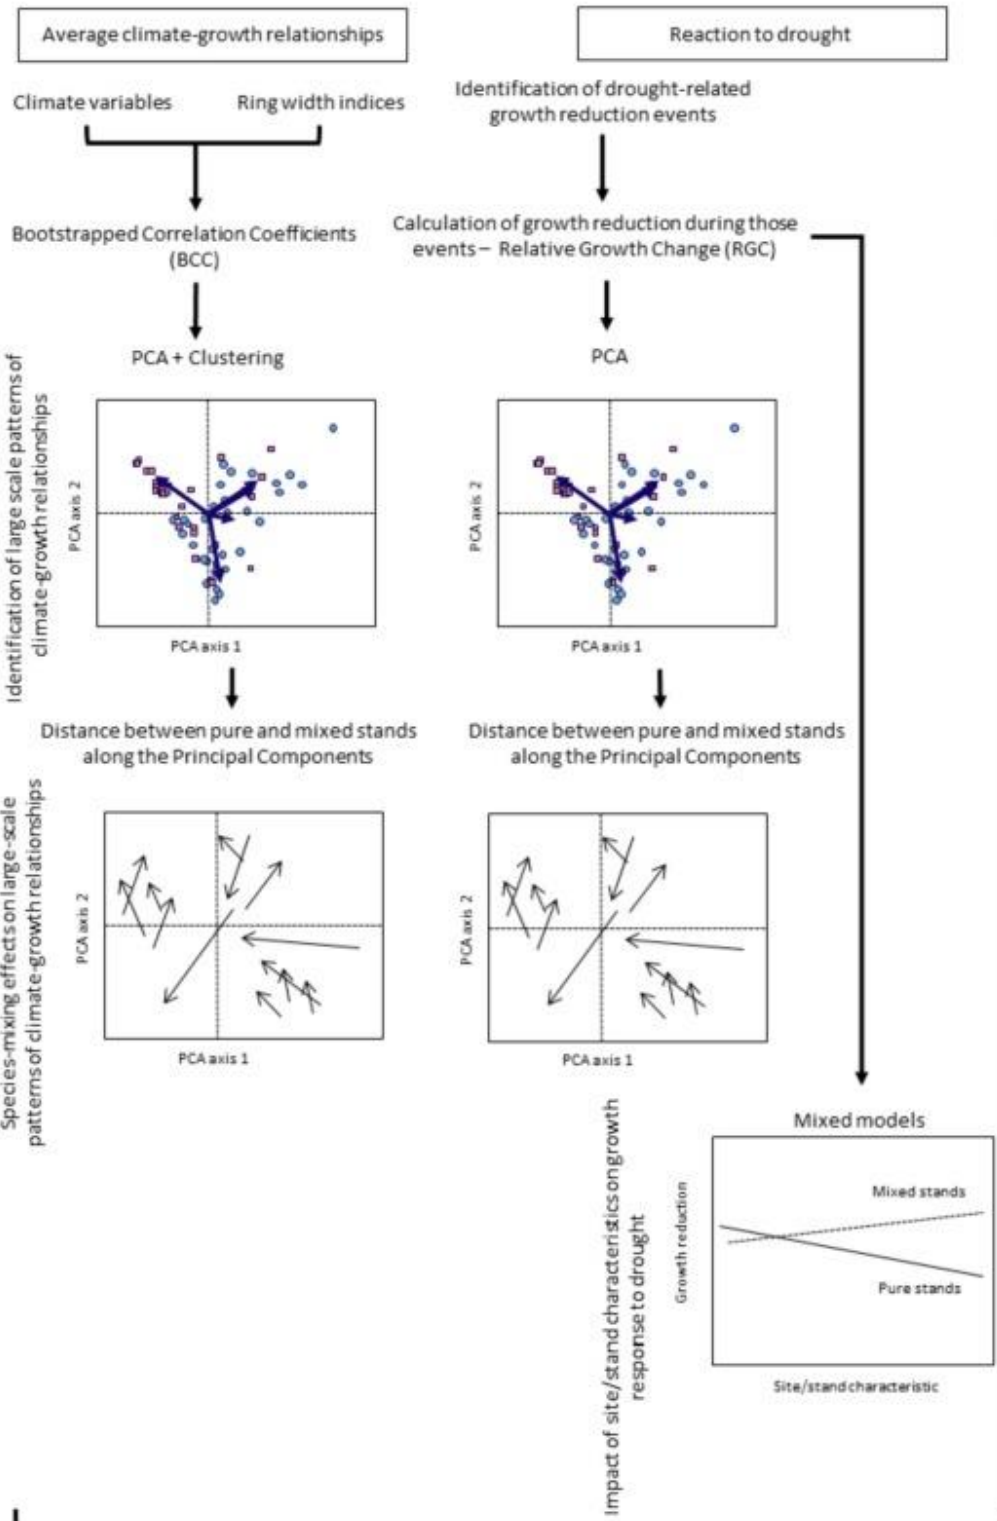 Average climate-growth relationships
Reaction to drought
Climate variables
Ring width indices
Identification of drought-related
growth reduction events
Bootstrapped Correlation Coefficients
(BCC)
Calculation of growth reduction during those
events – Relative Growth Change (RGC)
Identification of large scale patterns of
climate-growth relationships
PCA + Clustering
PCA axis 2
PCA axis 1
PCA
PCA axis 2
PCA axis 1
Distance between pure and mixed stands
along the Principal Components
Distance between pure and mixed stands
along the Principal Components
Species-mixing effects on large-scale
patterns of climate-growth relationships
PCA axis 2
PCA axis 1
PCA axis 2
PCA axis 1
Impact of site/stand characteristics on growth
response to drought
Mixed models
Growth reduction
Mixed stands
Pure stands
Site/stand characteristic